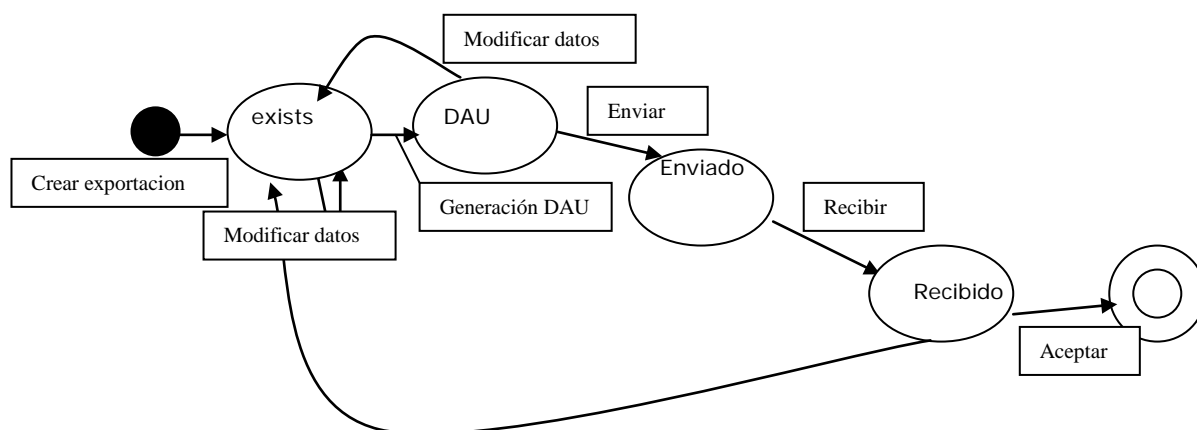 Modificar datos
exists
DAU
Enviar
Crear exportacion
Modificar datos
Generación DAU
Enviado
Recibir
Recibido
Aceptar